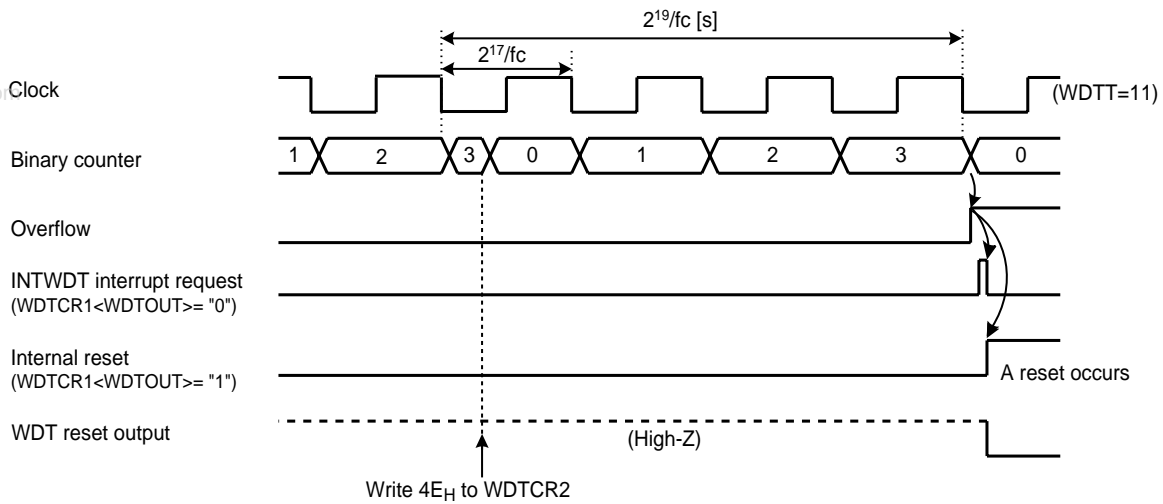 2¹⁹/fc [s]
2¹⁷/fc
Clock
(WDTT=11)
Binary counter
1 2 3 0 1 2 3 0
Overflow
INTWDT interrupt request
(WDTCR1<WDTOUT>= "0")
Internal reset
(WDTCR1<WDTOUT>= "1")
A reset occurs
WDT reset output
(High-Z)
Write 4E_H to WDTCR2